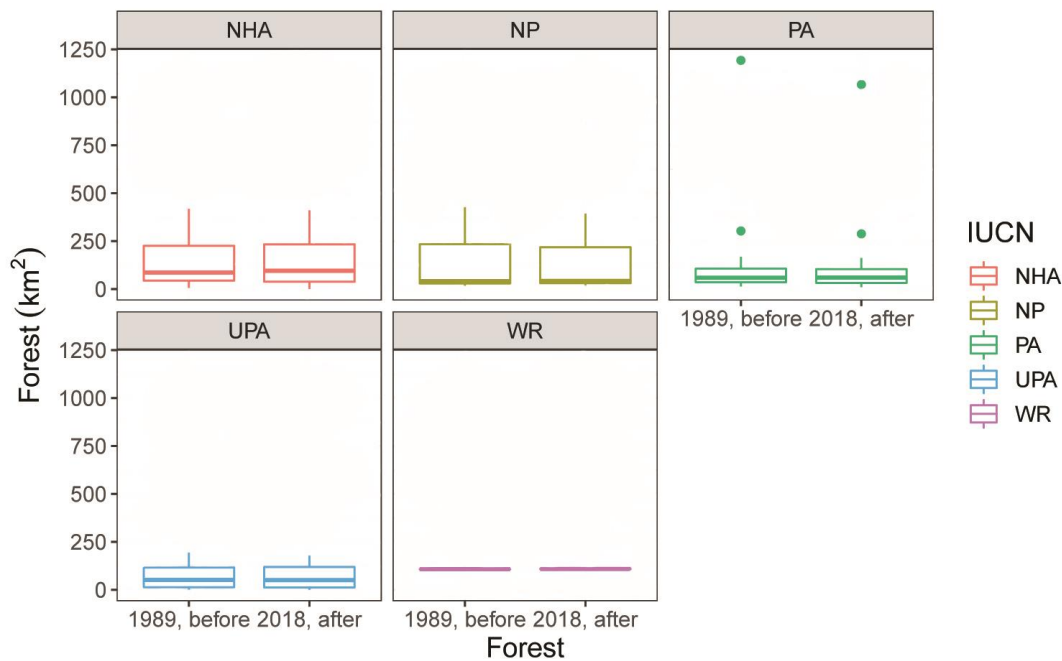 NHA
NP
PA
1250
1000
750
500
250
0
1989, before 2018, after
UPA
WR
1250
1000
750
500
250
0
1989, before 2018, after
1989, before 2018, after
Forest
Forest (km²)
IUCN
NHA
NP
PA
UPA
WR